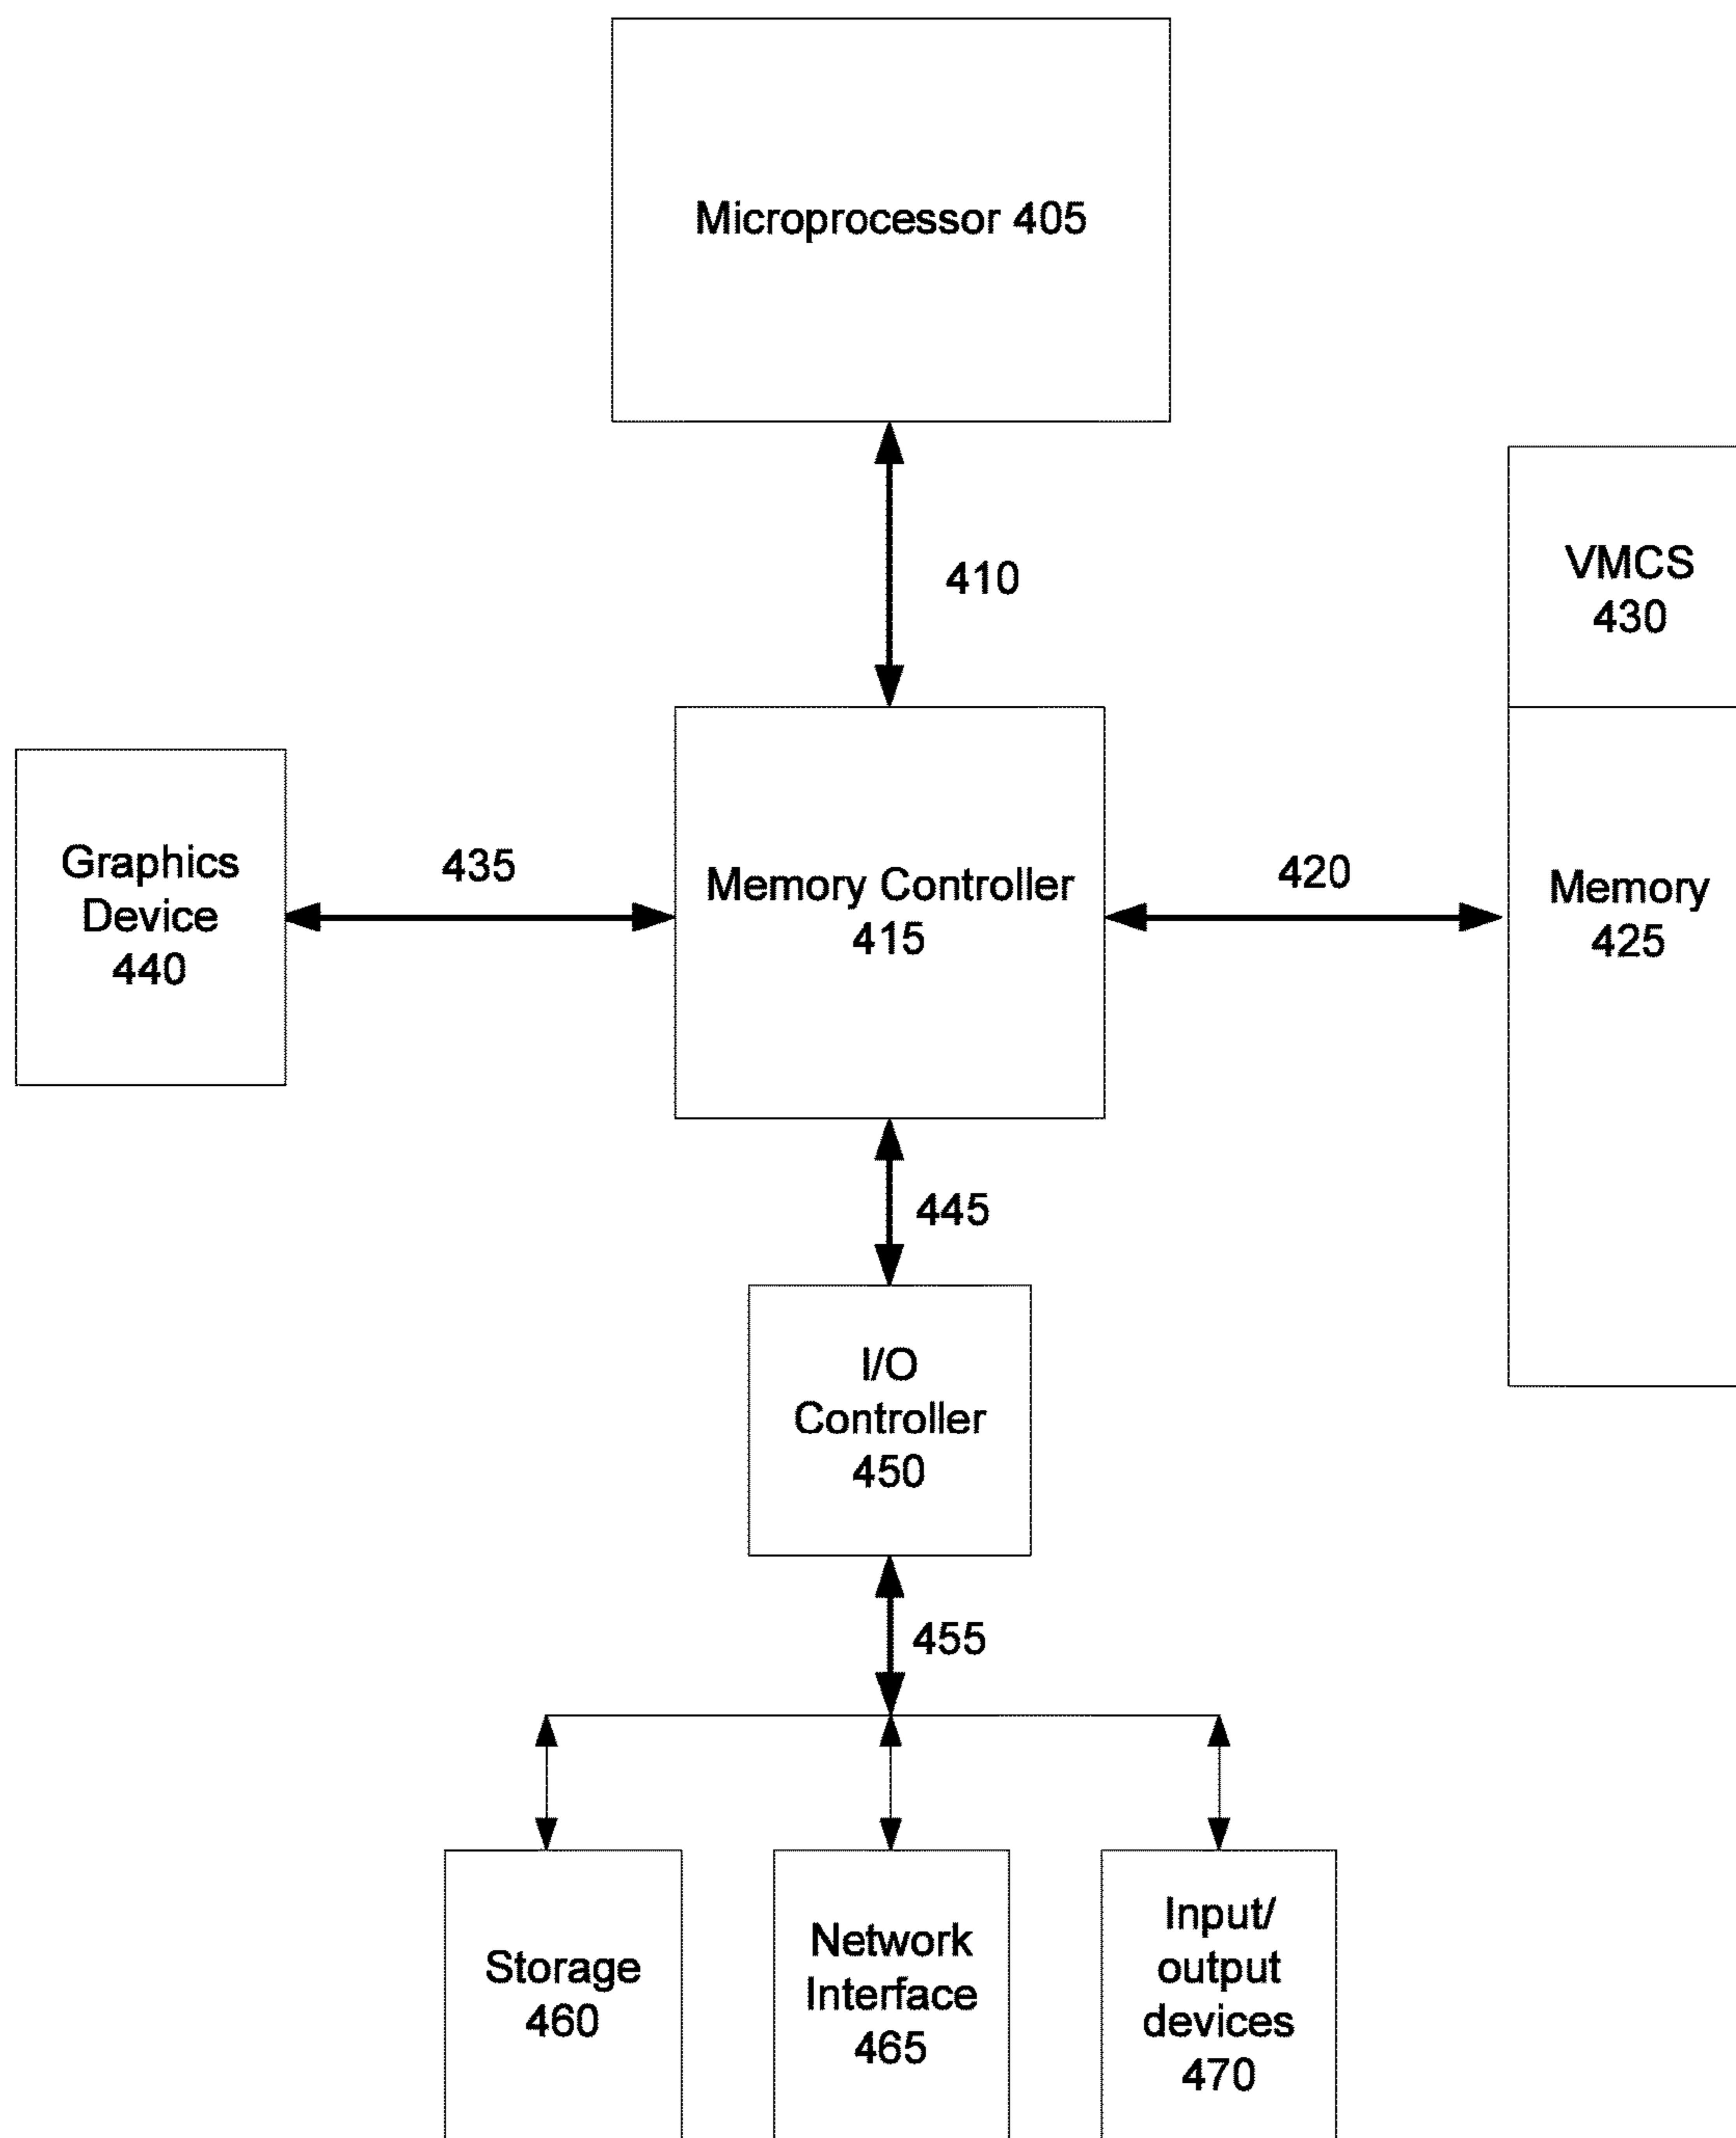 Microprocessor 405
410
VMCS
430
Graphics
Device
440
435
Memory Controller
415
420
Memory
425
445
I/O
Controller
450
455
Storage
460
Network
Interface
465
Input/
output
devices
470